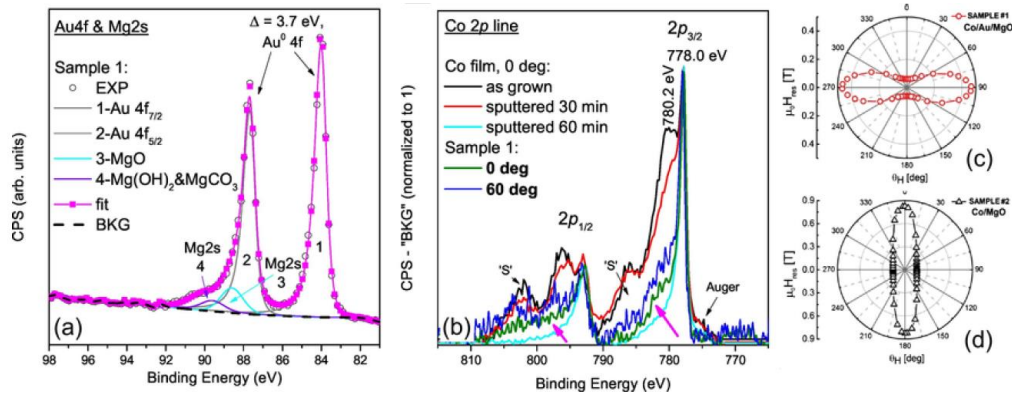 Au4f & Mg2s
Δ = 3.7 eV,
Au⁰ 4f
Sample 1:
EXP
1-Au 4f7/2
2-Au 4f5/2
3-MgO
4-Mg(OH)2&MgCO3
fit
BKG
Mg2s
4
2
Mg2s
3
1
(a)
CPS (arb. units)
98 96 94 92 90 88 86 84 82
Binding Energy (eV)
Co 2p line
2p3/2
778.0 eV
780.2 eV
Co film, 0 deg:
as grown
sputtered 30 min
sputtered 60 min
Sample 1:
0 deg
60 deg
2p1/2
'S'
'S'
Auger
(b)
CPS - "BKG" (normalized to 1)
810 800 790 780 770
Binding Energy (eV)
SAMPLE #1
Co/Au/MgO
0
30
60
90
120
150
180
210
240
270
300
330
0.4
0.2
0.0
0.2
0.4
μ0Hres [T]
θH [deg]
(c)
SAMPLE #2
Co/MgO
30
60
90
120
150
180
210
240
270
300
330
0.9
0.6
0.3
0.0
0.3
0.6
0.9
μ0Hres [T]
θH [deg]
(d)